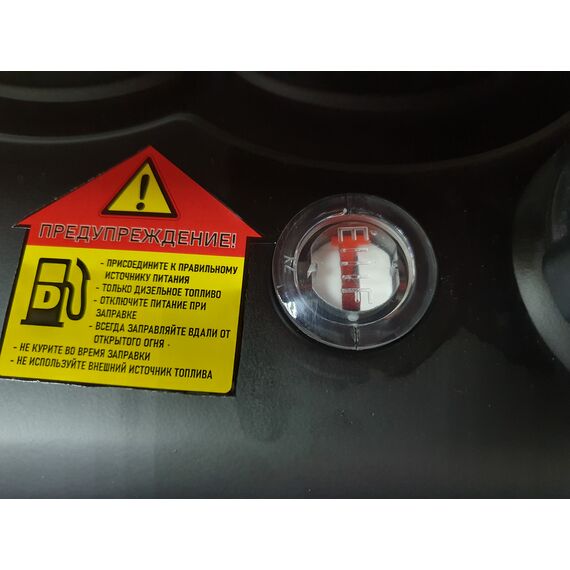 ПРЕДУПРЕЖДЕНИЕ!
- ПРИСОЕДИНИТЕ К ПРАВИЛЬНОМУ
ИСТОЧНИКУ ПИТАНИЯ
- ТОЛЬКО ДИЗЕЛЬНОЕ ТОПЛИВО
- ОТКЛЮЧИТЕ ПИТАНИЕ ПРИ
ЗАПРАВКЕ
- ВСЕГДА ЗАПРАВЛЯЙТЕ ВДАЛИ ОТ
ОТКРЫТОГО ОГНЯ -
- НЕ КУРИТЕ ВО ВРЕМЯ ЗАПРАВКИ
- НЕ ИСПОЛЬЗУЙТЕ ВНЕШНИЙ ИСТОЧНИК ТОПЛИВА
D
E
F